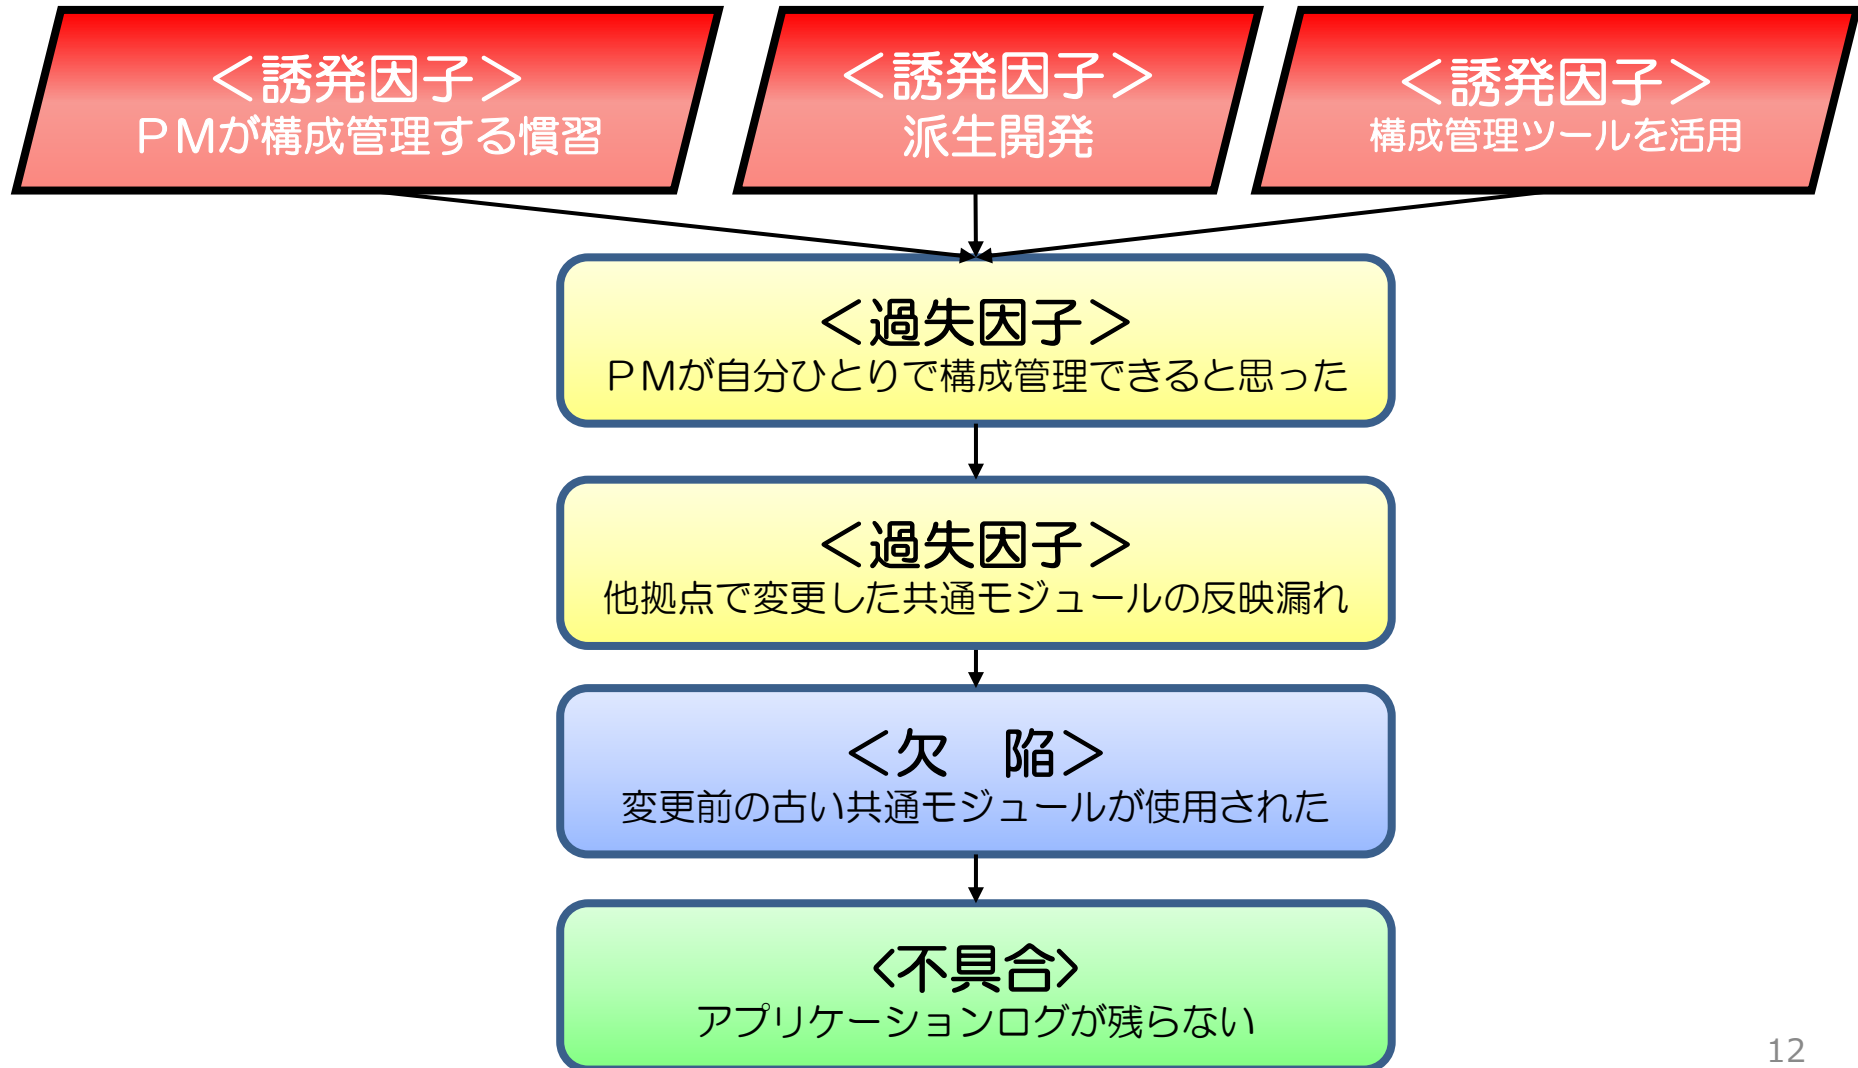 ＜誘発因子＞
ＰＭが構成管理する慣習
＜誘発因子＞
派生開発
＜誘発因子＞
構成管理ツールを活用
＜過失因子＞
ＰＭが自分ひとりで構成管理できると思った
＜過失因子＞
他拠点で変更した共通モジュールの反映漏れ
＜欠　陥＞
変更前の古い共通モジュールが使用された
<不具合>
アプリケーションログが残らない
12